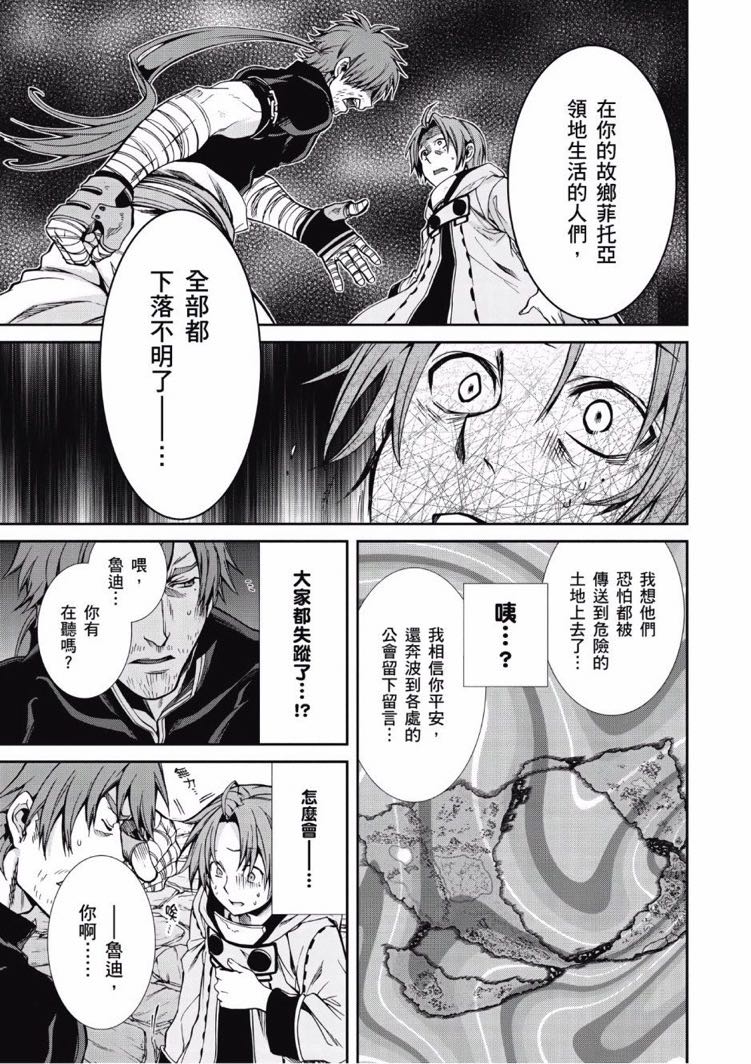 在你的故鄉菲托亞
領地生活的人們，
全部都
下落不明了——…
我想他們
恐怕都被
傳送到危險的
土地上去了…
咦…？
我相信你平安，
還奔波到各處的
公會留下留言…
大家都失蹤了…!?
喂，
魯迪…
你有
在聽嗎？
怎麼會——…
無力…
唉…
——魯迪，
你啊……